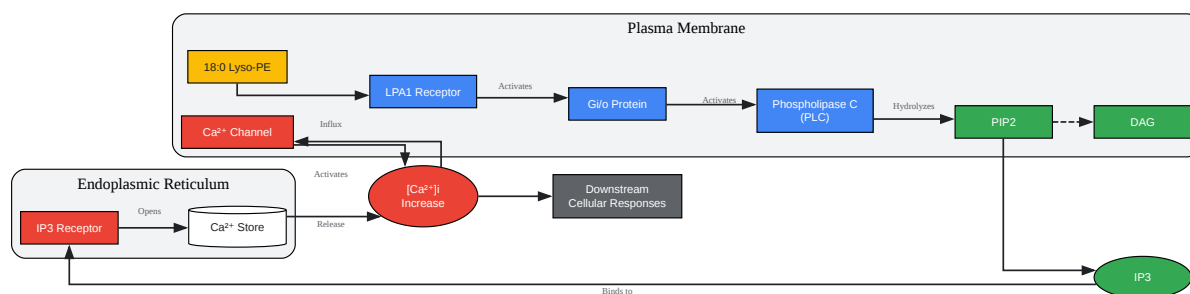 Plasma Membrane
18:0 Lyso-PE
LPA1 Receptor
Activates
Gi/o Protein
Activates
Phospholipase C
(PLC)
Hydrolyzes
PIP2
DAG
Ca²⁺ Channel
Influx
Activates
[Ca²⁺]i
Increase
Downstream
Cellular Responses
Endoplasmic Reticulum
IP3 Receptor
Opens
Ca²⁺ Store
Release
IP3
Binds to